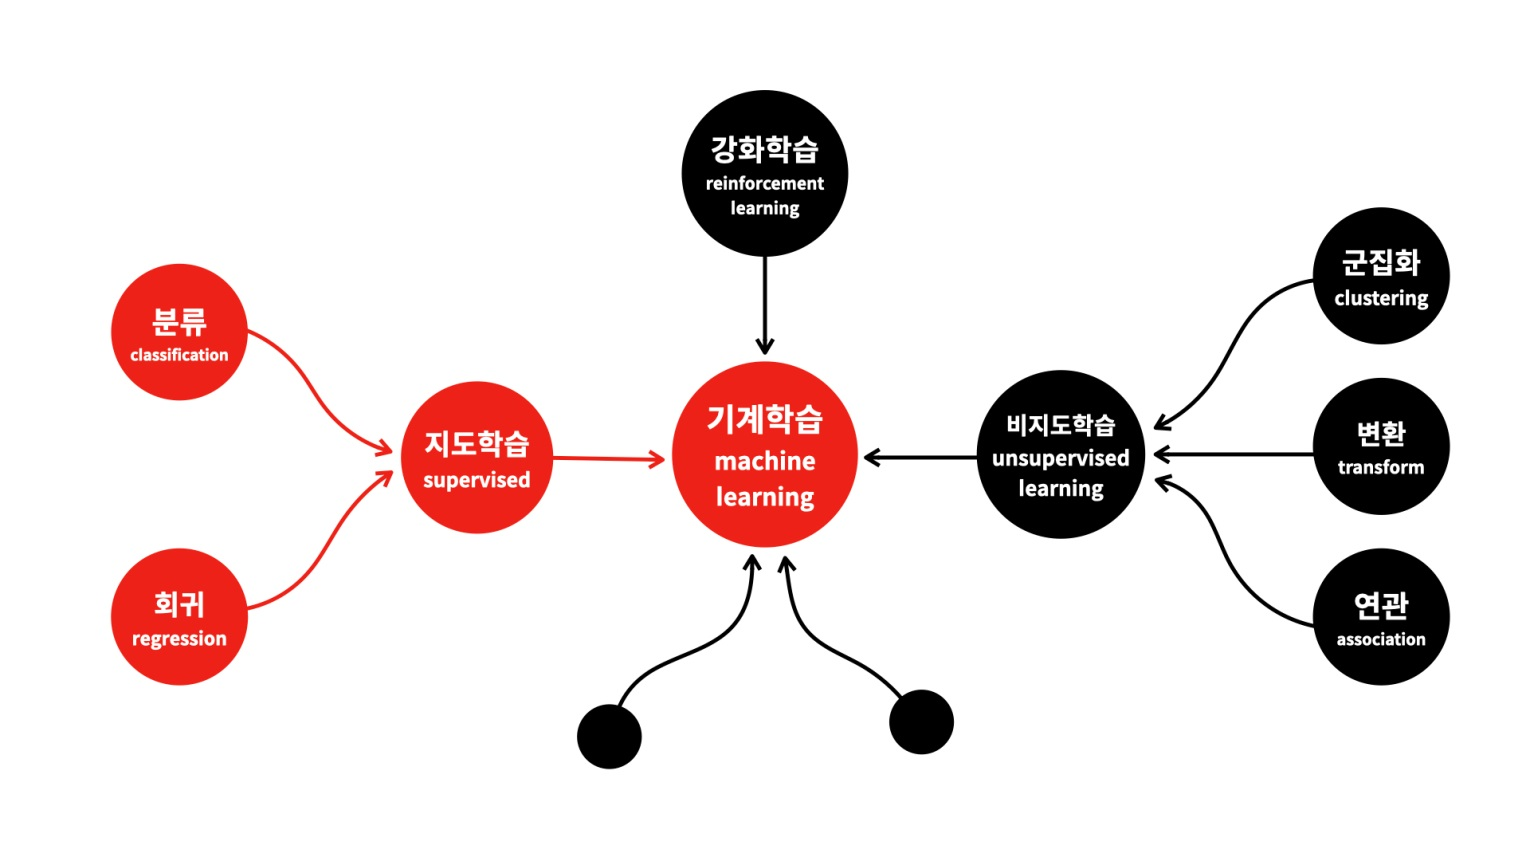 강화학습
reinforcement
learning
분류
classification
회귀
regression
지도학습
supervised
기계학습
machine
learning
비지도학습
unsupervised
learning
군집화
clustering
변환
transform
연관
association